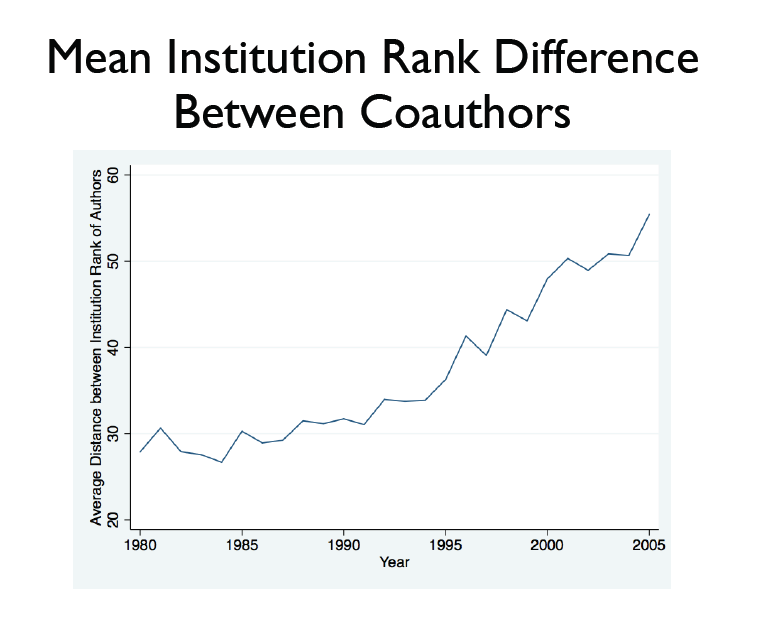 Mean Institution Rank Difference
Between Coauthors
Average Distance between Institution Rank of Authors
60
50
40
30
20
1980 1985 1990 1995 2000 2005
Year